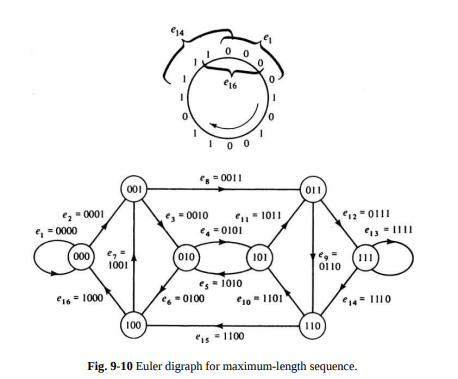 e14 e1
1 0 0
1 0
1 e16 0
1 1
0 0
1 1
1 0 0
e8 = 0011
001 011
e2 = 0001 e3 = 0010 e11 = 1011 e12 = 0111
e1 = 0000 e4 = 0101 e13 = 1111
000 e7 = 010 101 e9 = 111
1001 0110
e5 = 1010
e16 = 1000 e6 = 0100 e10 = 1101 e14 = 1110
100 110
e15 = 1100
Fig. 9-10 Euler digraph for maximum-length sequence.